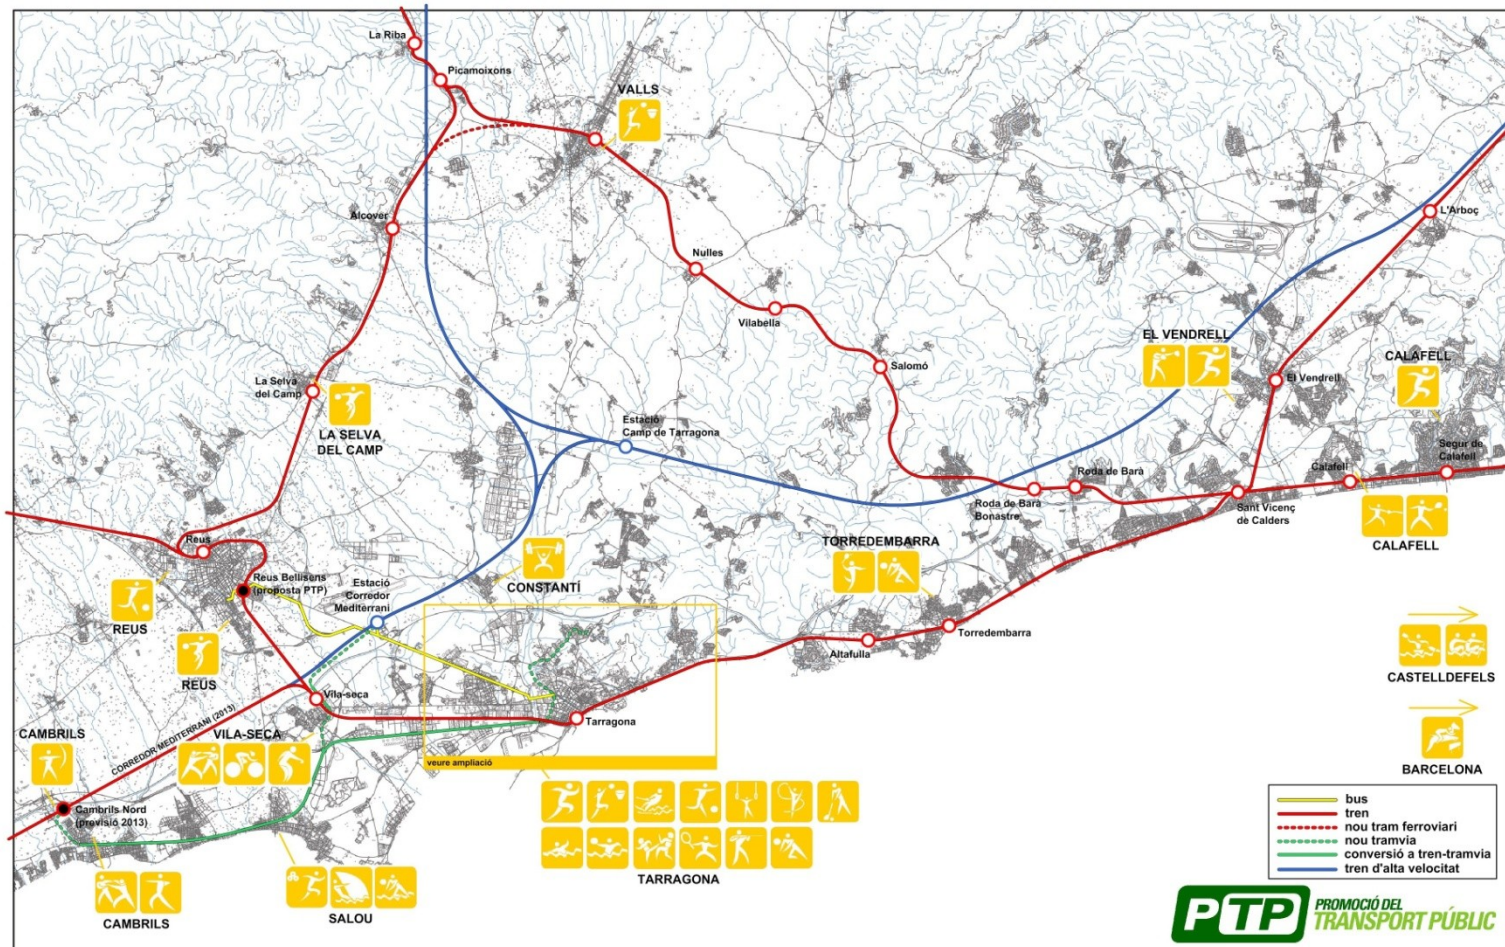 La Riba
Picamoixons
VALLS
Alcover
L'Arboç
Nulles
Vilabella
EL VENDRELL
CALAFELL
Salomó
La Selva
del Camp
El Vendrell
LA SELVA
DEL CAMP
Estació
Camp de Tarragona
Segur de
Calafell
Calafell
Roda de Barà
Roda de Barà
Bonastre
Sant Vicenç
de Calders
Reus
TORREDEMBARRA
CALAFELL
Reus Bellisens
(proposta PTP)
Estació
Corredor
Mediterrani
CONSTANTÍ
REUS
Torredembarra
Altafulla
REUS
CASTELLDEFELS
Vila-seca
Tarragona
CORREDOR MEDITERRANI (2013)
CAMBRILS
VILA-SECA
veure ampliació
BARCELONA
Cambrils Nord
(previsió 2013)
bus
tren
nou tram ferroviari
nou tramvia
conversió a tren-tramvia
tren d'alta velocitat
TARRAGONA
CAMBRILS
SALOU
PTP
PROMOCIÓ DEL
TRANSPORT PÚBLIC